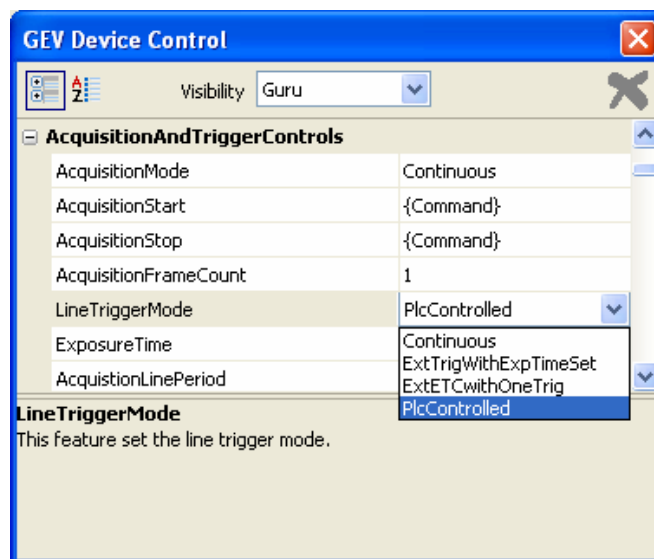 GEV Device Control
A Z Visibility Guru
AcquisitionAndTriggerControls
AcquisitionMode Continuous
AcquisitionStart {Command}
AcquisitionStop {Command}
AcquisitionFrameCount 1
LineTriggerMode PlcControlled
ExposureTime Continuous
ExtTrigWithExpTimeSet
AcquistionLinePeriod ExtETCwithOneTrig
PlcControlled
LineTriggerMode
This feature set the line trigger mode.